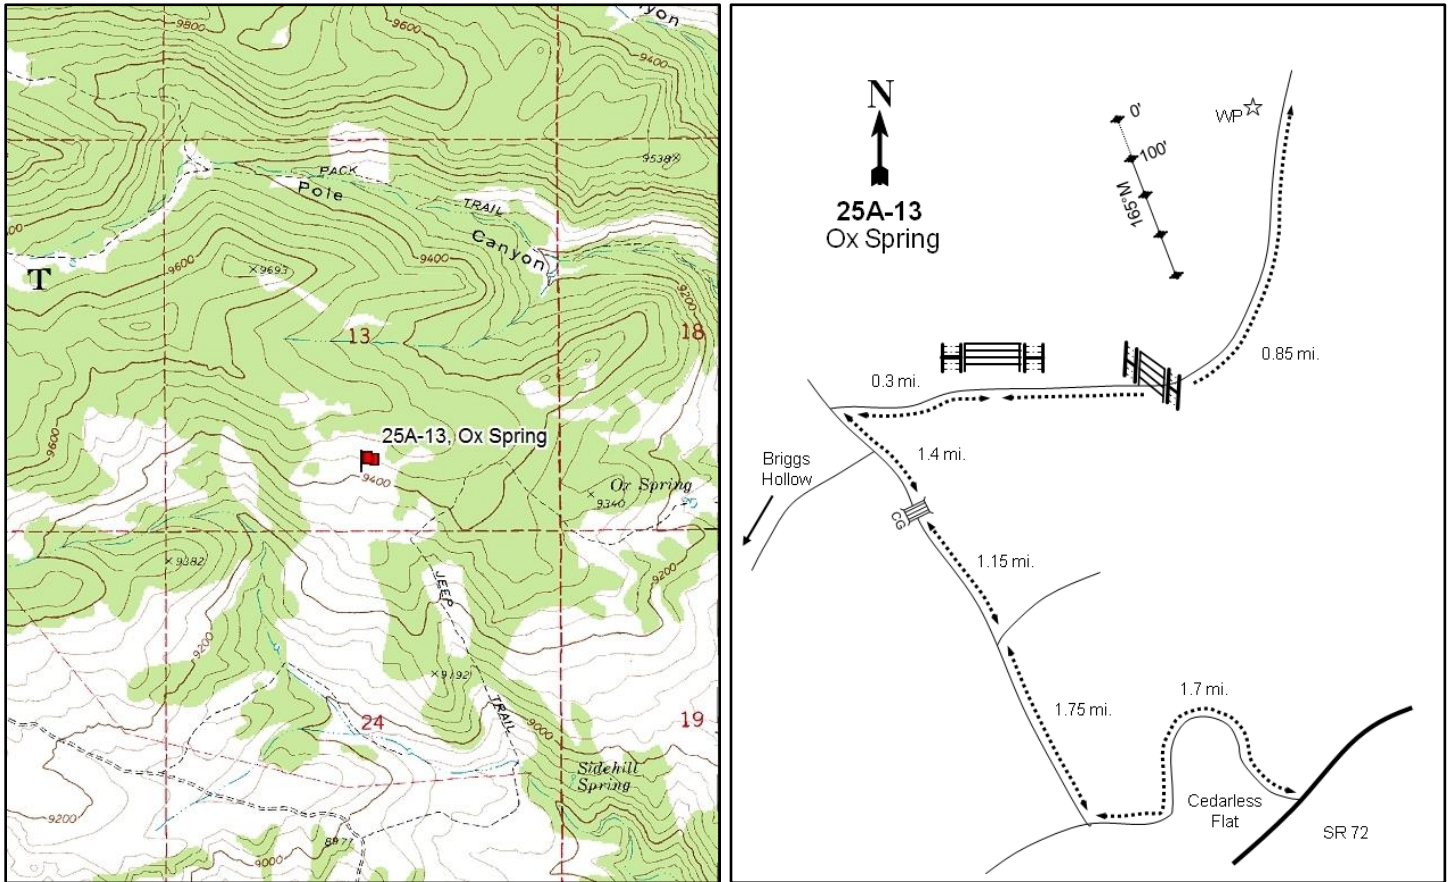 9800
9600
yon
9400
9538
PACK
Pole
TRAIL
Canyon
T
9600
9693
9400
9200
13
18
25A-13, Ox Spring
9600
9400
Ox Spring
9340
9382
9200
JEEP
9200
9192
TRAIL
24
19
9000
Sidehill
Spring
9200
8977
9000
N
25A-13
Ox Spring
0'
100'
165°M
WP
0.85 mi.
0.3 mi.
1.4 mi.
Briggs
Hollow
CG
1.15 mi.
1.75 mi.
1.7 mi.
Cedarless
Flat
SR 72